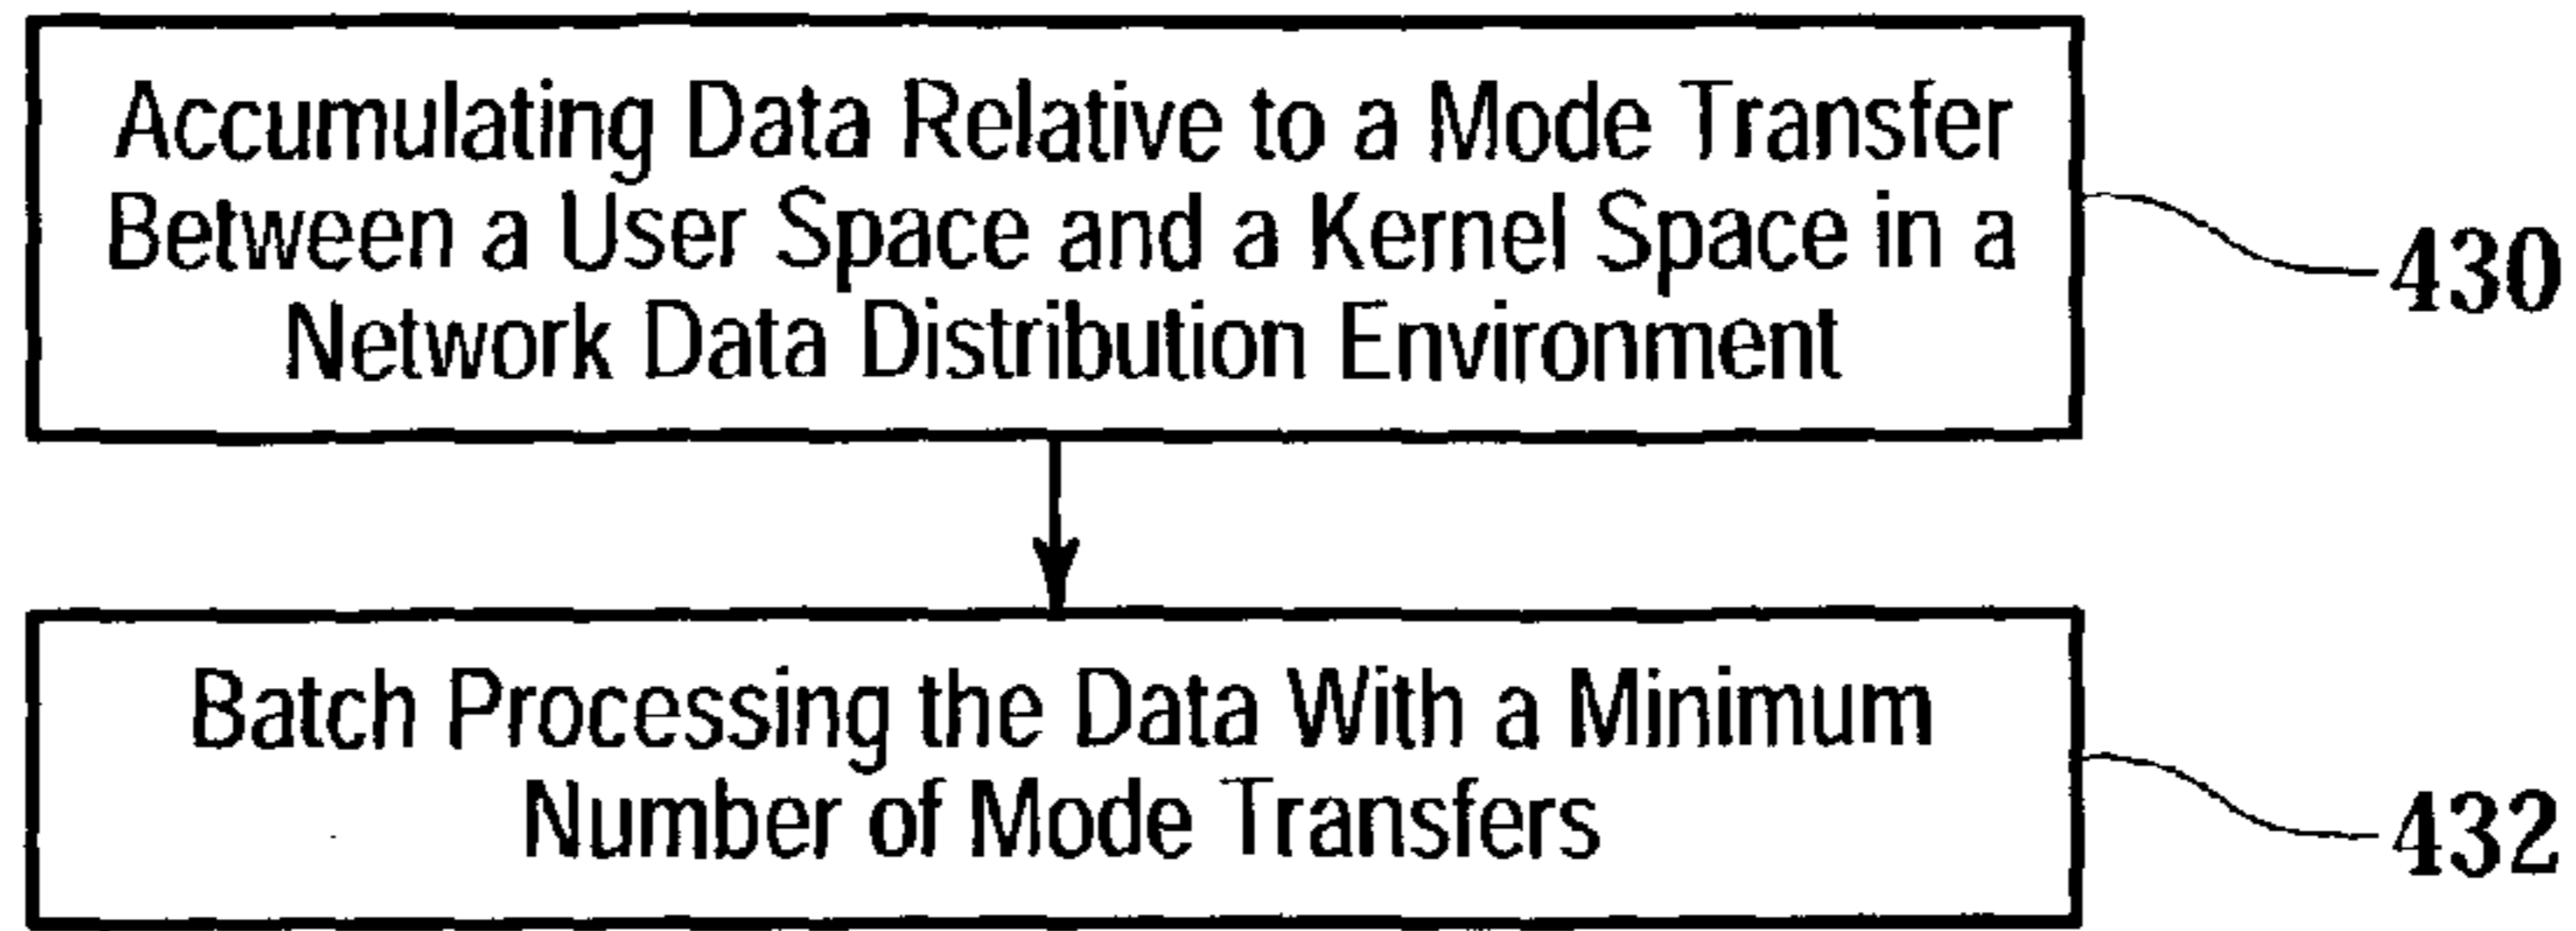 Accumulating Data Relative to a Mode Transfer
Between a User Space and a Kernel Space in a
Network Data Distribution Environment
430
Batch Processing the Data With a Minimum
Number of Mode Transfers
432